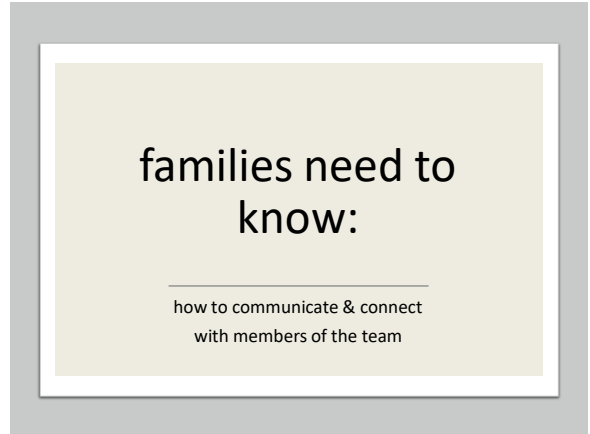 families need to
know:
how to communicate & connect
with members of the team